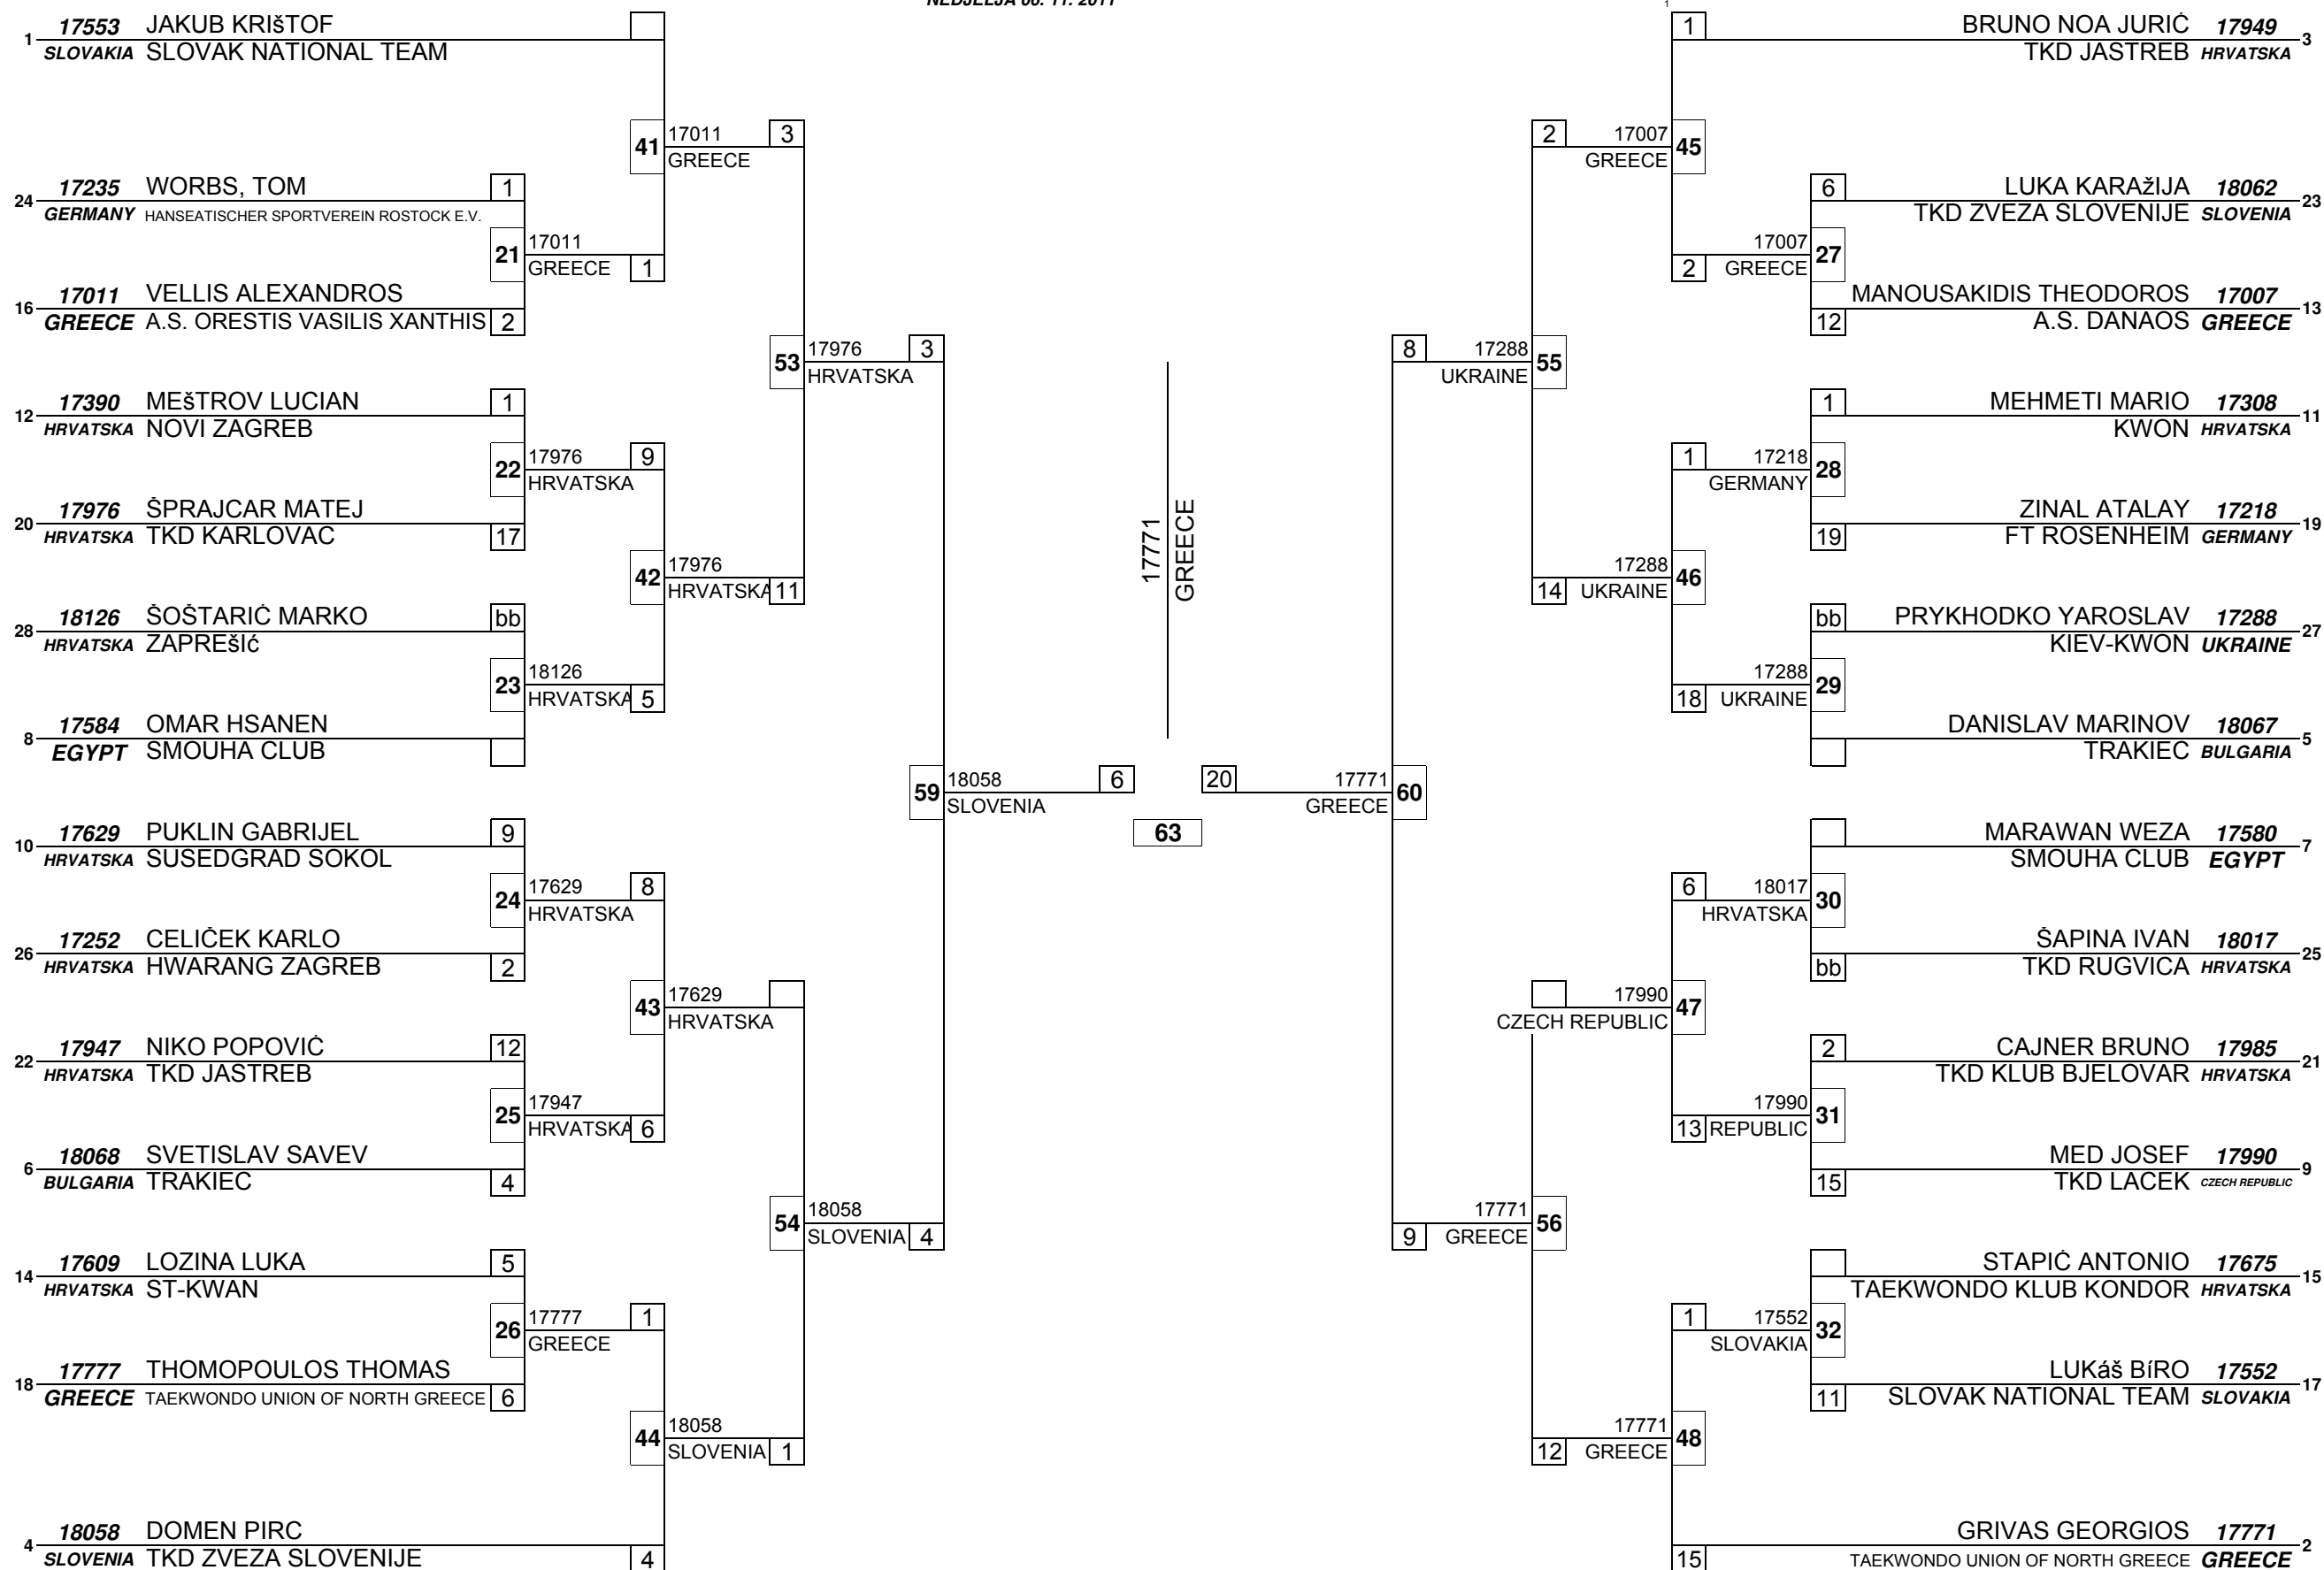 NEDJELJA 06. 11. 2011
1
1 17553 JAKUB KRIšTOF
SLOVAKIA SLOVAK NATIONAL TEAM
41 17011 3
GREECE
24 17235 WORBS, TOM 1
GERMANY HANSEATISCHER SPORTVEREIN ROSTOCK E.V.
21 17011
GREECE 1
16 17011 VELLIS ALEXANDROS
GREECE A.S. ORESTIS VASILIS XANTHIS 2
53 17976 3
HRVATSKA
12 17390 MEšTROV LUCIAN 1
HRVATSKA NOVI ZAGREB
22 17976 9
HRVATSKA
20 17976 ŠPRAJCAR MATEJ
HRVATSKA TKD KARLOVAC 17
42 17976
HRVATSKA 11
28 18126 ŠOŠTARIĆ MARKO bb
HRVATSKA ZAPREšIć
23 18126
HRVATSKA 5
8 17584 OMAR HSANEN
EGYPT SMOUHA CLUB
59 18058 6
SLOVENIA
10 17629 PUKLIN GABRIJEL 9
HRVATSKA SUSEDGRAD SOKOL
24 17629 8
HRVATSKA
26 17252 CELIČEK KARLO
HRVATSKA HWARANG ZAGREB 2
43 17629
HRVATSKA
22 17947 NIKO POPOVIĆ 12
HRVATSKA TKD JASTREB
25 17947
HRVATSKA 6
6 18068 SVETISLAV SAVEV
BULGARIA TRAKIEC 4
54 18058
SLOVENIA 4
14 17609 LOZINA LUKA 5
HRVATSKA ST-KWAN
26 17777 1
GREECE
18 17777 THOMOPOULOS THOMAS
GREECE TAEKWONDO UNION OF NORTH GREECE 6
44 18058
SLOVENIA 1
4 18058 DOMEN PIRC
SLOVENIA TKD ZVEZA SLOVENIJE 4
17771
GREECE
63
1 BRUNO NOA JURIĆ 17949 3
TKD JASTREB HRVATSKA
2 17007 45
GREECE
6 LUKA KARAžIJA 18062 23
TKD ZVEZA SLOVENIJE SLOVENIA
17007 27
2 GREECE
MANOUSAKIDIS THEODOROS 17007 13
12 A.S. DANAOS GREECE
8 17288 55
UKRAINE
1 MEHMETI MARIO 17308 11
KWON HRVATSKA
1 17218 28
GERMANY
ZINAL ATALAY 17218 19
19 FT ROSENHEIM GERMANY
17288 46
14 UKRAINE
bb PRYKHODKO YAROSLAV 17288 27
KIEV-KWON UKRAINE
17288 29
18 UKRAINE
DANISLAV MARINOV 18067 5
TRAKIEC BULGARIA
20 17771 60
GREECE
MARAWAN WEZA 17580 7
SMOUHA CLUB EGYPT
6 18017 30
HRVATSKA
ŠAPINA IVAN 18017 25
bb TKD RUGVICA HRVATSKA
17990 47
CZECH REPUBLIC
2 CAJNER BRUNO 17985 21
TKD KLUB BJELOVAR HRVATSKA
17990 31
13 REPUBLIC
MED JOSEF 17990 9
15 TKD LACEK CZECH REPUBLIC
17771 56
9 GREECE
STAPIĆ ANTONIO 17675 15
TAEKWONDO KLUB KONDOR HRVATSKA
1 17552 32
SLOVAKIA
LUKáš BíRO 17552 17
11 SLOVAK NATIONAL TEAM SLOVAKIA
17771 48
12 GREECE
GRIVAS GEORGIOS 17771 2
15 TAEKWONDO UNION OF NORTH GREECE GREECE